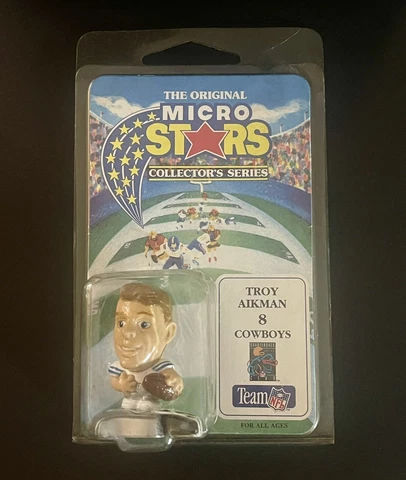 THE ORIGINAL
MICRO
STARS
COLLECTOR'S SERIES
TROY
AIKMAN
8
COWBOYS
Team NFL
FOR ALL AGES